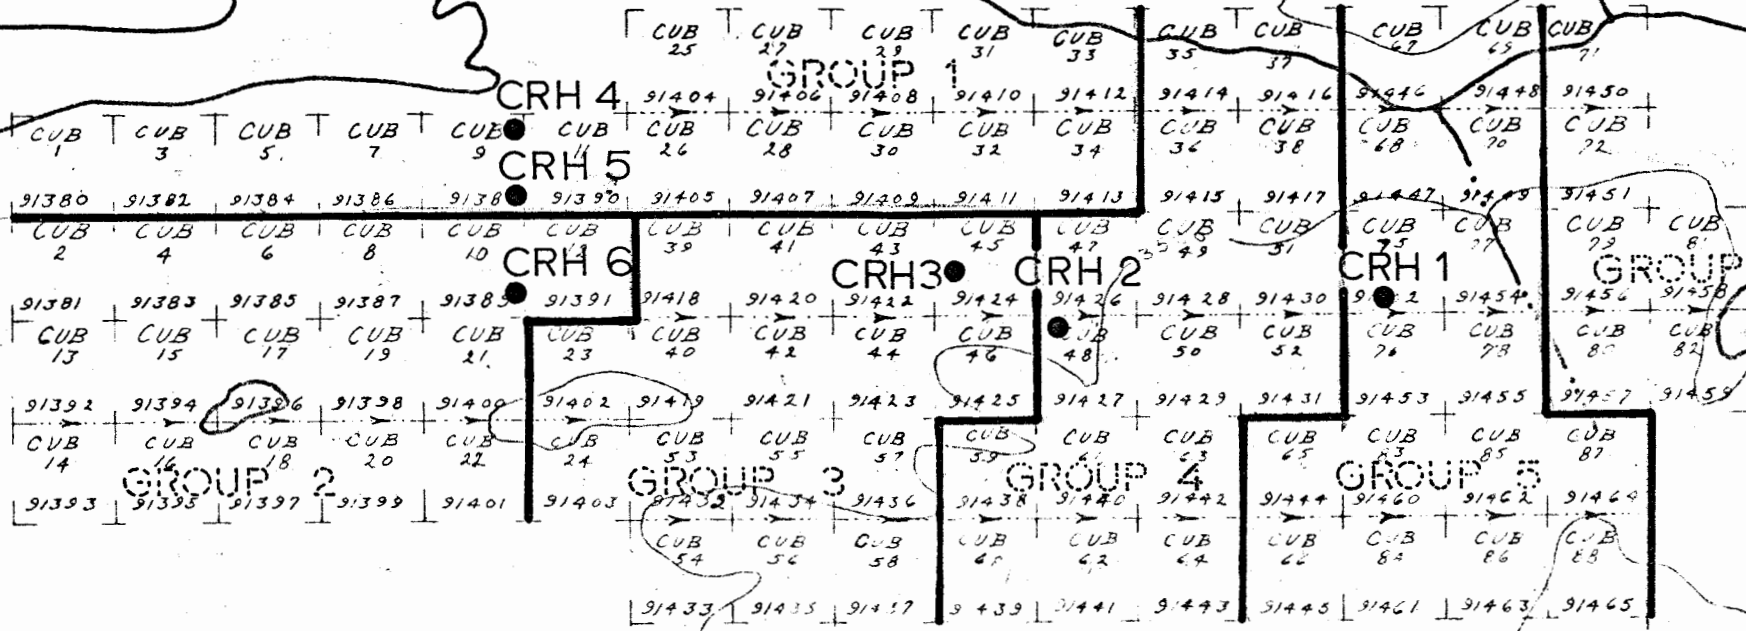 CUB CUB CUB CUB CUB CUB CUB CUB CUB CUB
25 27 29 31 33 35 37 67 69 71
GROUP 1
CRH 4 91404 91406 91408 91410 91412 91414 91416 91446 91448 91450
CUB CUB CUB CUB CUB CUB CUB CUB CUB CUB CUB CUB CUB CUB CUB CUB
1 3 5 7 9 11 26 28 30 32 34 36 38 68 70 72
CRH 5
91380 91382 91384 91386 9138 91390 91405 91407 91409 91411 91413 91415 91417 91447 91449 91451
CUB CUB CUB CUB CUB CUB CUB CUB CUB CUB CUB CUB CUB CUB CUB CUB CUB
2 4 6 8 10 12 39 41 43 45 47 49 51 75 77 79 81
CRH 6 CRH3 CRH 2 CRH 1 GROUP
91381 91383 91385 91387 91389 91391 91418 91420 91422 91424 91426 91428 91430 91454 91456 91458
CUB CUB CUB CUB CUB CUB CUB CUB CUB CUB CUB CUB CUB CUB CUB CUB CUB
13 15 17 19 21 23 40 42 44 46 48 50 52 76 78 80 82
91392 91394 91396 91398 91400 91402 91419 91421 91423 91425 91427 91429 91431 91453 91455 91457 91459
CUB CUB CUB CUB CUB CUB CUB CUB CUB CUB CUB CUB CUB CUB CUB CUB
14 16 18 20 22 24 53 55 57 59 63 65 83 85 87
GROUP 2 GROUP 3 GROUP 4 GROUP 5
91393 91395 91397 91399 91401 91403 91432 91434 91436 91438 91440 91442 91444 91460 91462 91464
CUB CUB CUB CUB CUB CUB CUB CUB CUB CUB
54 56 58 60 62 64 66 84 86 88
91433 91435 91437 9 439 91441 91443 91445 91461 91463 91465